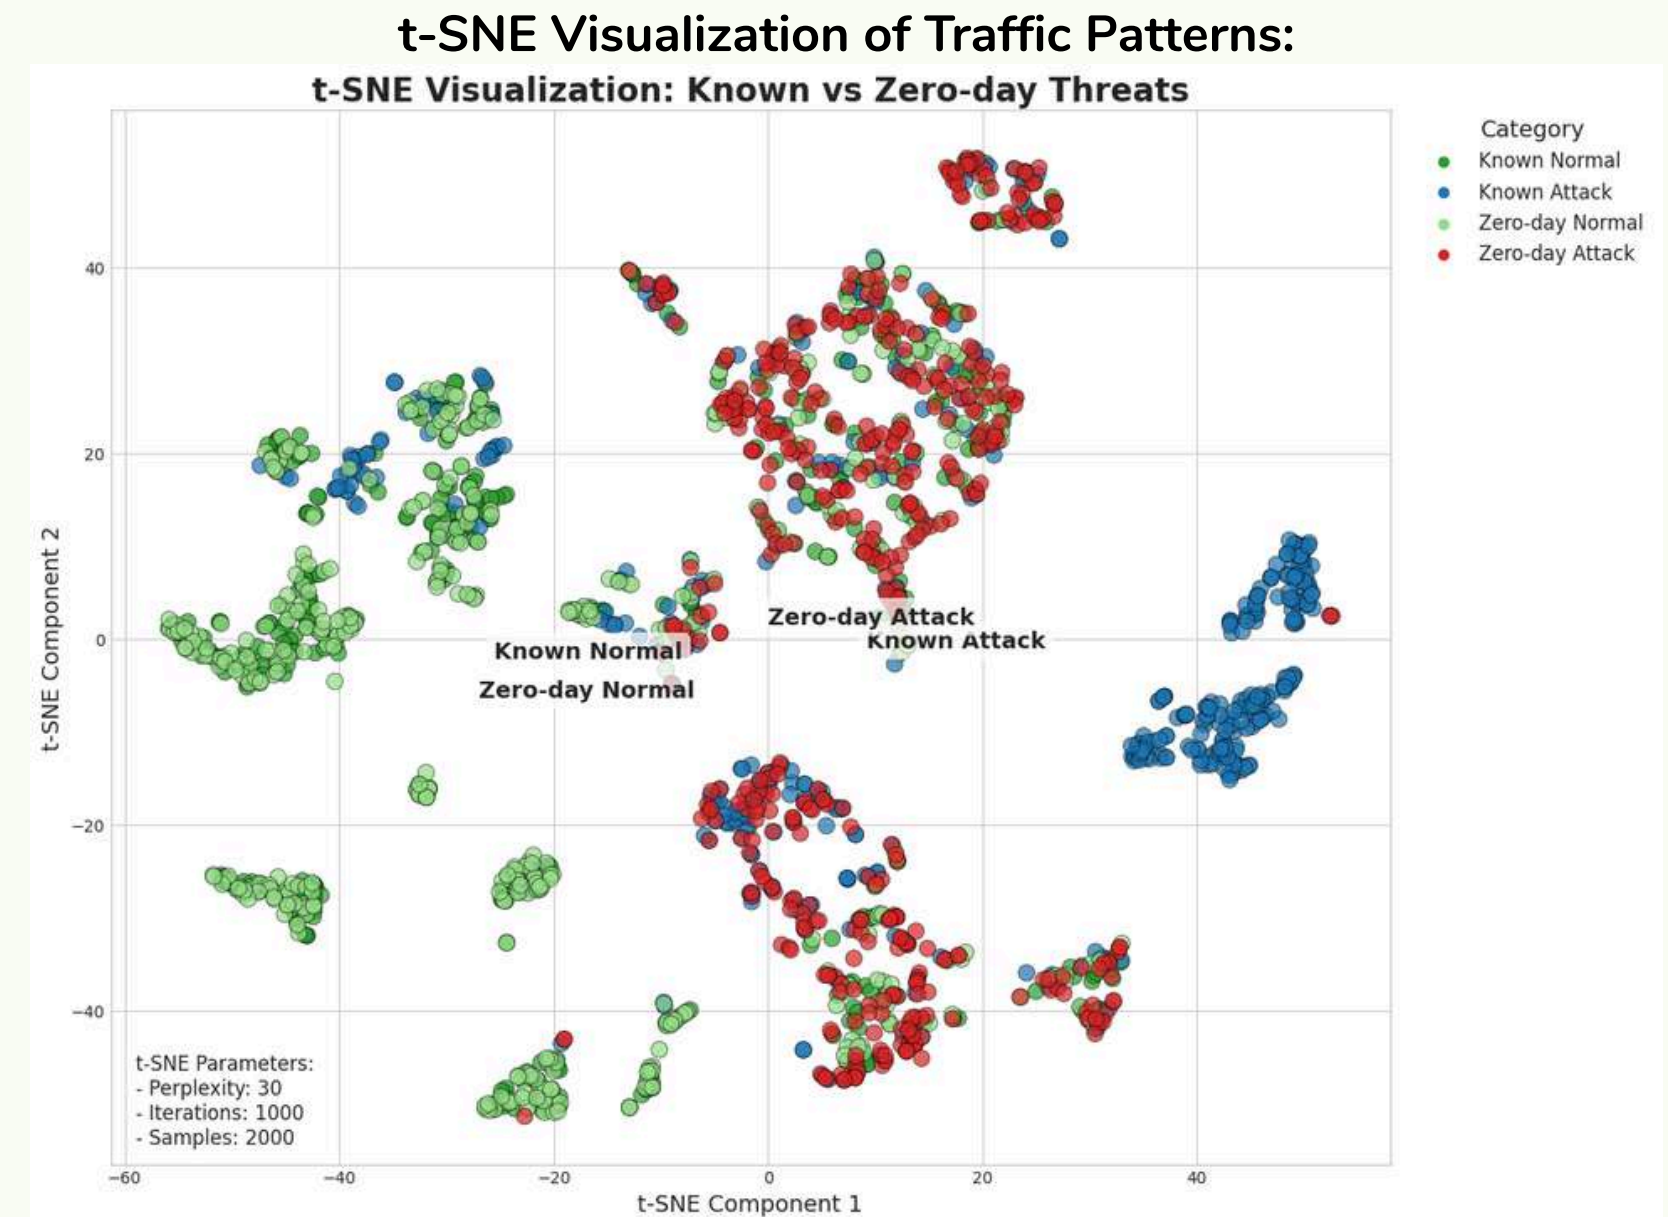 t-SNE Visualization of Traffic Patterns:
t-SNE Visualization: Known vs Zero-day Threats
Category
Known Normal
Known Attack
Zero-day Normal
Zero-day Attack
40
20
0
−20
−40
t-SNE Component 2
Zero-day Attack
Known Attack
Known Normal
Zero-day Normal
t-SNE Parameters:
- Perplexity: 30
- Iterations: 1000
- Samples: 2000
−60
−40
−20
0
20
40
t-SNE Component 1